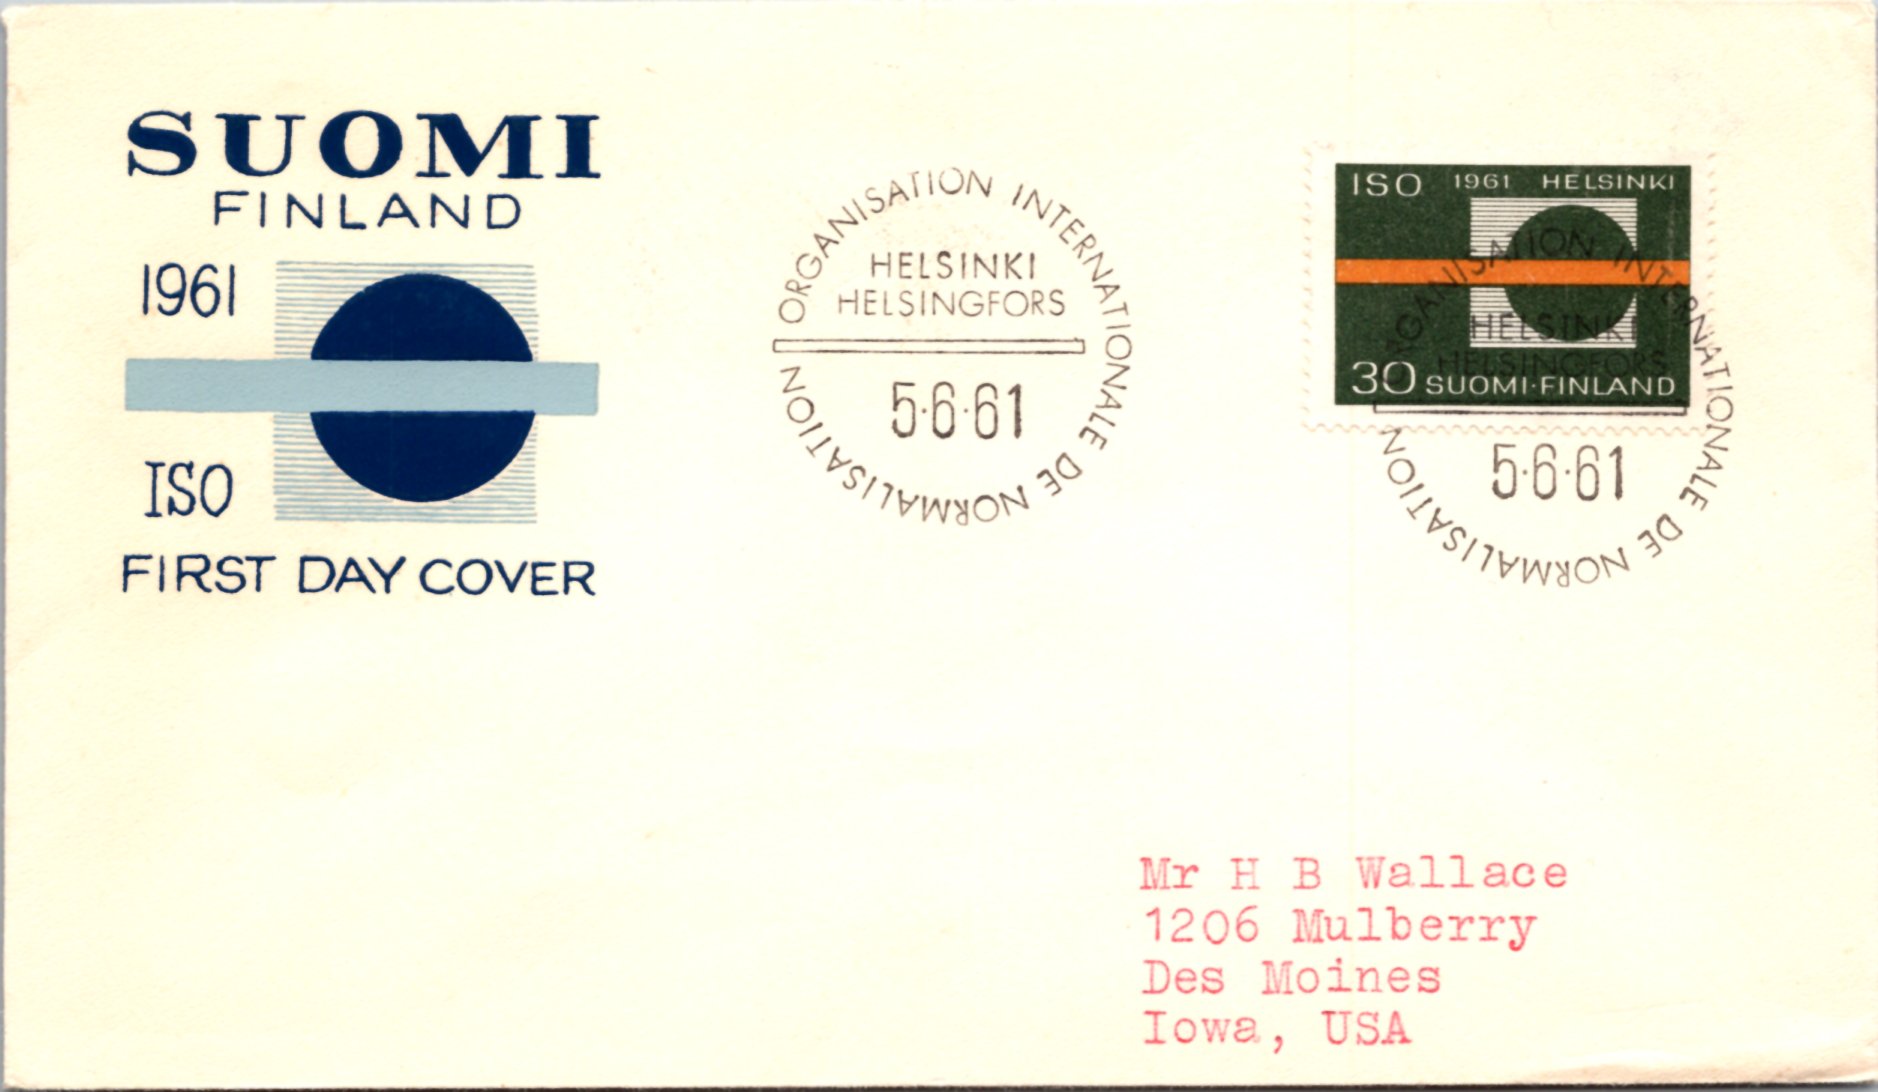 SUOMI
FINLAND
1961
ISO
FIRST DAY COVER
ORGANISATION INTERNATIONALE DE NORMALISATION
HELSINKI
HELSINGFORS
5·6·61
ISO 1961 HELSINKI
30 SUOMI·FINLAND
ORGANISATION INTERNATIONALE DE NORMALISATION
HELSINKI
HELSINGFORS
5·6·61
Mr H B Wallace
1206 Mulberry
Des Moines
Iowa, USA